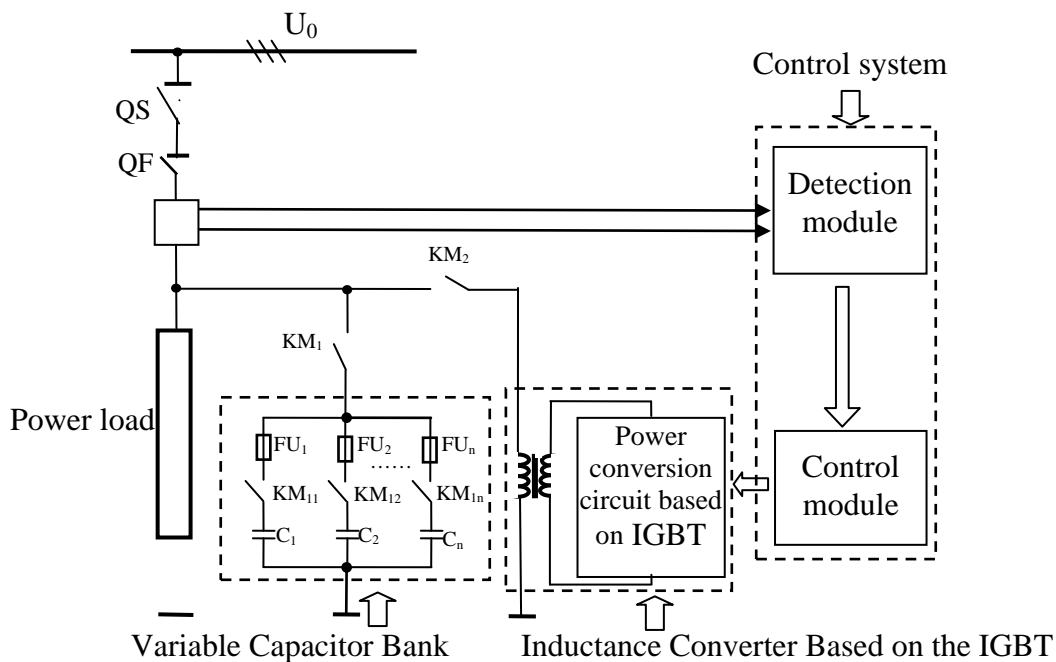 U₀
Control system
QS
QF
Detection
module
KM₂
KM₁
Power load
FU₁
FU₂
FUₙ
......
KM₁₁
KM₁₂
KM₁ₙ
C₁
C₂
Cₙ
Power
conversion
circuit based
on IGBT
Control
module
Variable Capacitor Bank
Inductance Converter Based on the IGBT